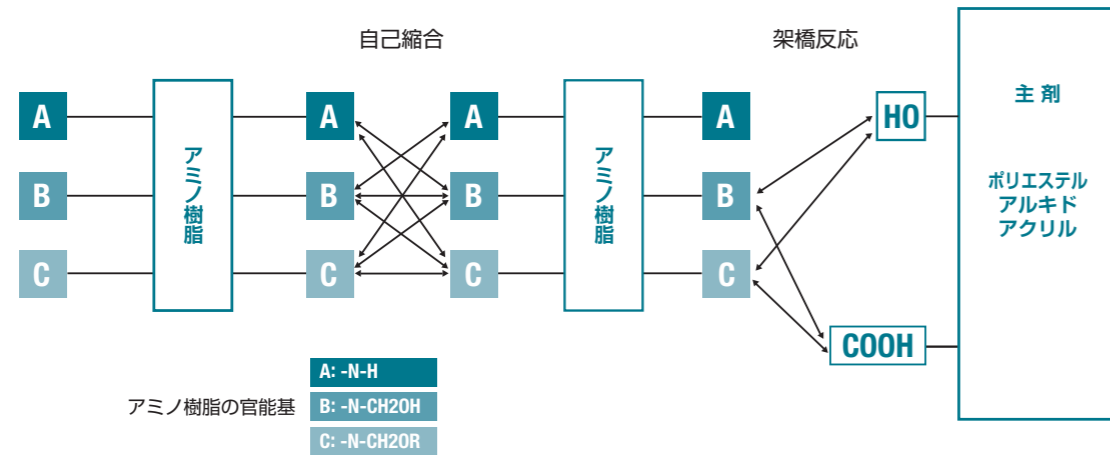 自己縮合
架橋反応
A
アミノ樹脂
A
A
アミノ樹脂
A
HO
主剤
B
B
B
B
ポリエステル
アルキド
アクリル
C
C
C
C
COOH
アミノ樹脂の官能基
A: -N-H
B: -N-CH2OH
C: -N-CH2OR